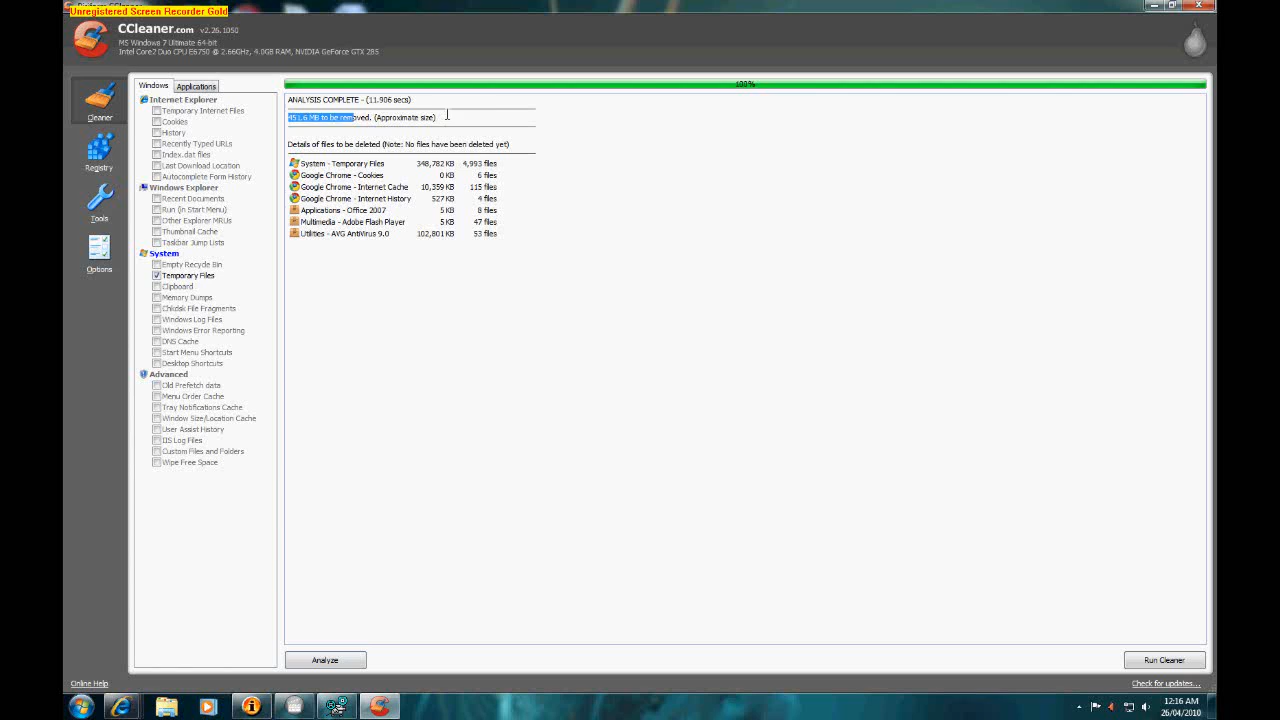 Unregistered Screen Recorder Gold
CCleaner.com v2.26.1050
MS Windows 7 Ultimate 64-bit
Intel Core2 Duo CPU E6750 @ 2.66GHz, 4.0GB RAM, NVIDIA GeForce GTX 285
Cleaner
Registry
Tools
Options
Windows
Applications
Internet Explorer
Temporary Internet Files
Cookies
History
Recently Typed URLs
Index.dat files
Last Download Location
Autocomplete Form History
Windows Explorer
Recent Documents
Run (in Start Menu)
Other Explorer MRUs
Thumbnail Cache
Taskbar Jump Lists
System
Empty Recycle Bin
Temporary Files
Clipboard
Memory Dumps
Chkdsk File Fragments
Windows Log Files
Windows Error Reporting
DNS Cache
Start Menu Shortcuts
Desktop Shortcuts
Advanced
Old Prefetch data
Menu Order Cache
Tray Notifications Cache
Window Size/Location Cache
User Assist History
IIS Log Files
Custom Files and Folders
Wipe Free Space
100%
ANALYSIS COMPLETE - (11.906 secs)
451.6 MB to be removed. (Approximate size)
Details of files to be deleted (Note: No files have been deleted yet)
System - Temporary Files 348,782 KB 4,993 files
Google Chrome - Cookies 0 KB 6 files
Google Chrome - Internet Cache 10,359 KB 115 files
Google Chrome - Internet History 527 KB 4 files
Applications - Office 2007 5 KB 8 files
Multimedia - Adobe Flash Player 5 KB 47 files
Utilities - AVG AntiVirus 9.0 102,801 KB 53 files
Analyze
Run Cleaner
Online Help
Check for updates...
12:16 AM
26/04/2010